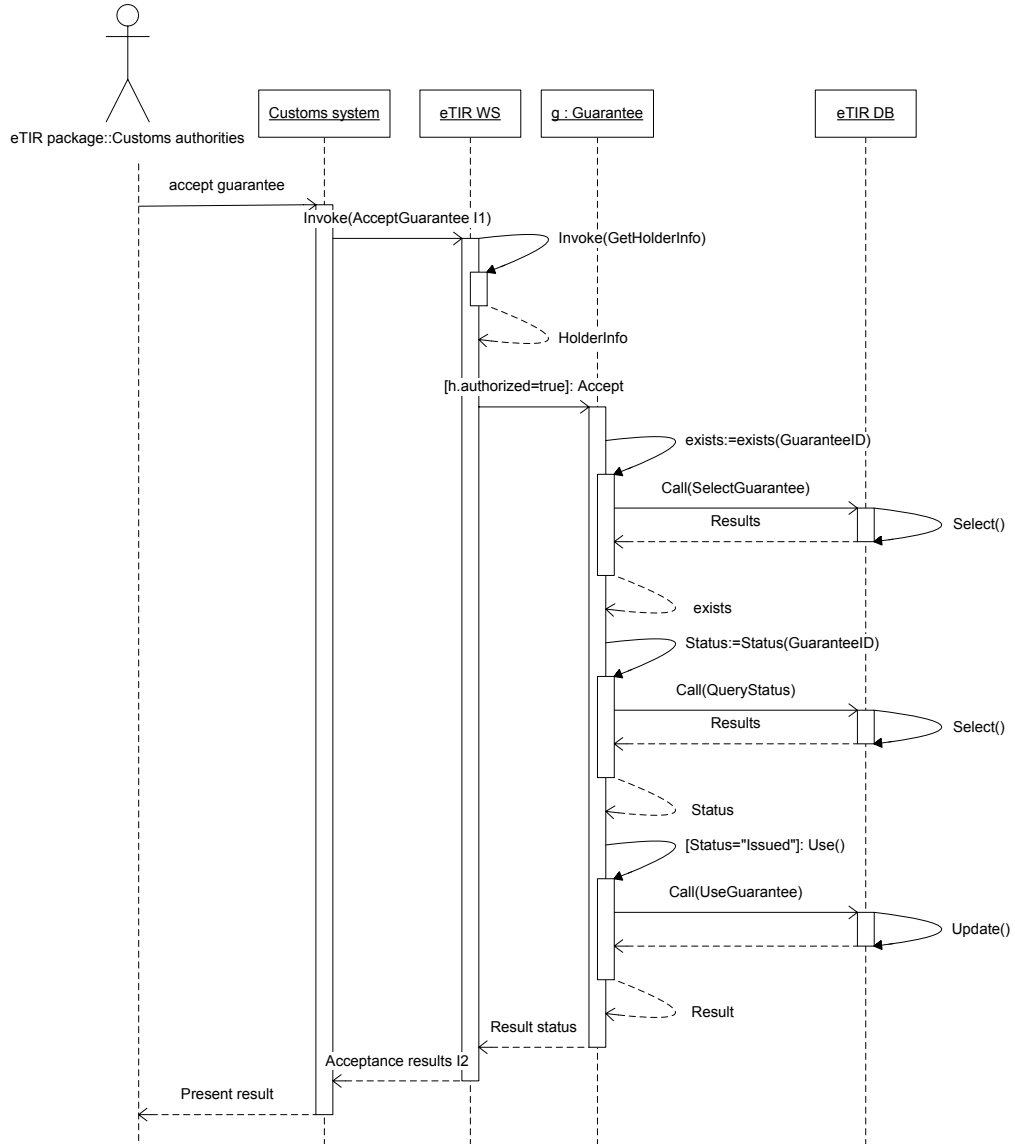 Customs system
eTIR WS
g : Guarantee
eTIR DB
eTIR package::Customs authorities
accept guarantee
Invoke(AcceptGuarantee I1)
Invoke(GetHolderInfo)
HolderInfo
[h.authorized=true]: Accept
exists:=exists(GuaranteeID)
Call(SelectGuarantee)
Results
Select()
exists
Status:=Status(GuaranteeID)
Call(QueryStatus)
Results
Select()
Status
[Status="Issued"]: Use()
Call(UseGuarantee)
Update()
Result
Result status
Acceptance results I2
Present result